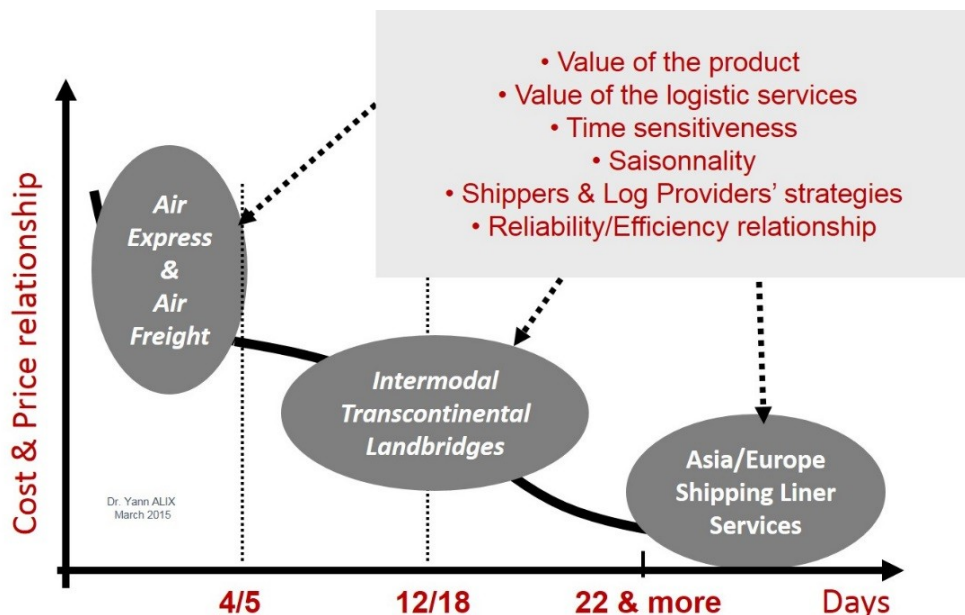 • Value of the product
• Value of the logistic services
• Time sensitiveness
• Saisonnality
• Shippers & Log Providers’ strategies
• Reliability/Efficiency relationship
Cost & Price relationship
Air
Express
&
Air
Freight
Intermodal
Transcontinental
Landbridges
Asia/Europe
Shipping Liner
Services
Dr. Yann ALIX
March 2015
4/5
12/18
22 & more
Days